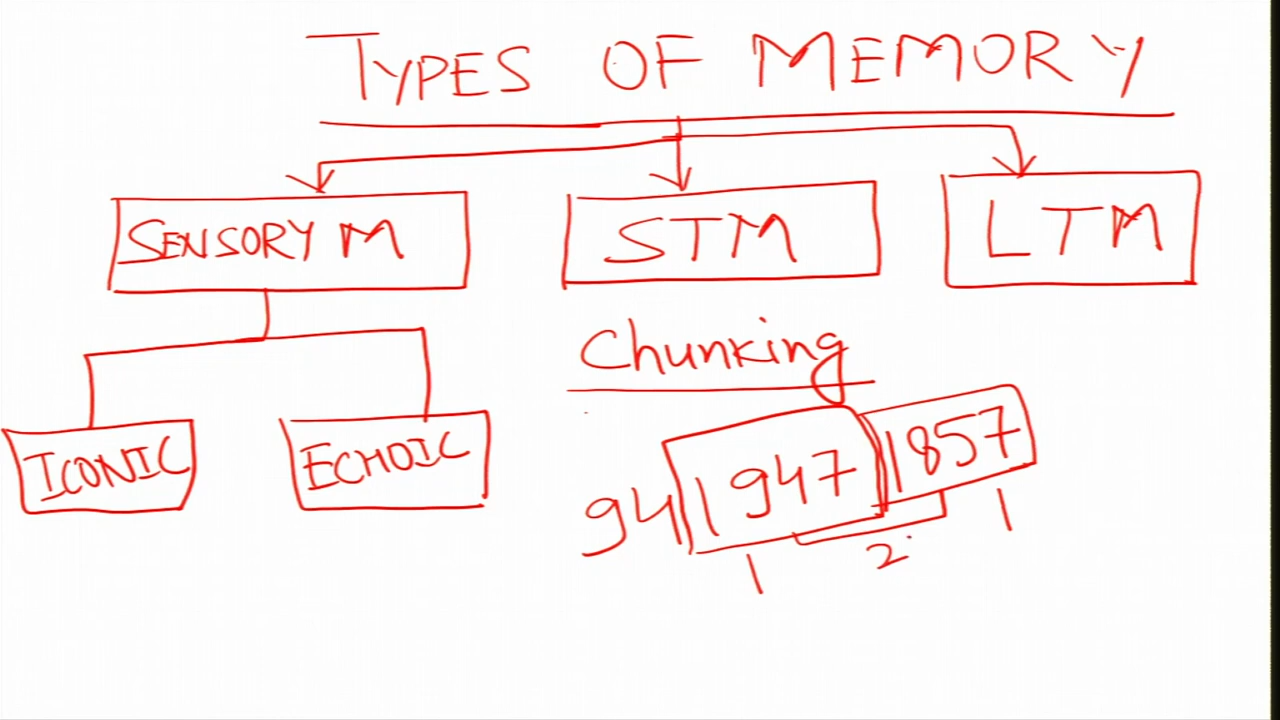 TYPES OF MEMORY
SENSORY M STM LTM
Chunking
ICONIC ECHOIC
94 1947 1857
1 2 1